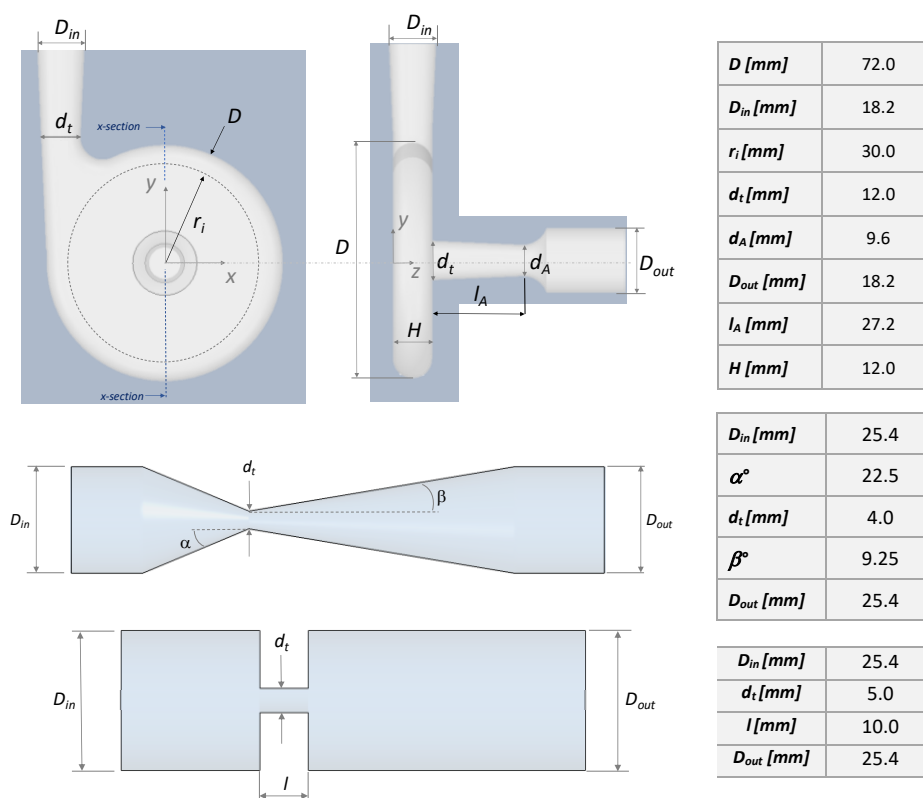 D_in
D_in
d_t
x-section
D
y
r_i
x
x-section
D
y
z
d_t
d_A
D_out
l_A
H
D [mm] 72.0
D_in [mm] 18.2
r_i [mm] 30.0
d_t [mm] 12.0
d_A [mm] 9.6
D_out [mm] 18.2
l_A [mm] 27.2
H [mm] 12.0
d_t
D_in
α
β
D_out
D_in [mm] 25.4
α° 22.5
d_t [mm] 4.0
β° 9.25
D_out [mm] 25.4
d_t
D_in
D_out
l
D_in [mm] 25.4
d_t [mm] 5.0
l [mm] 10.0
D_out [mm] 25.4